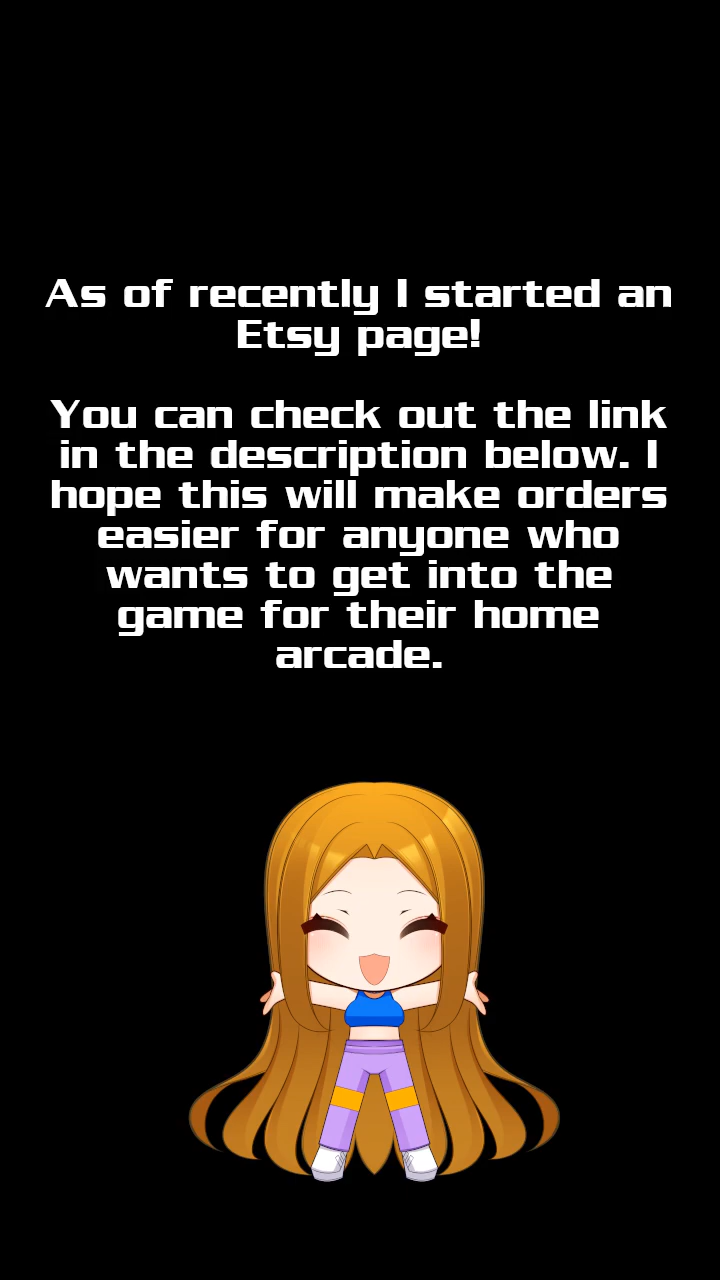 As of recently I started an
Etsy page!
You can check out the link
in the description below. I
hope this will make orders
easier for anyone who
wants to get into the
game for their home
arcade.